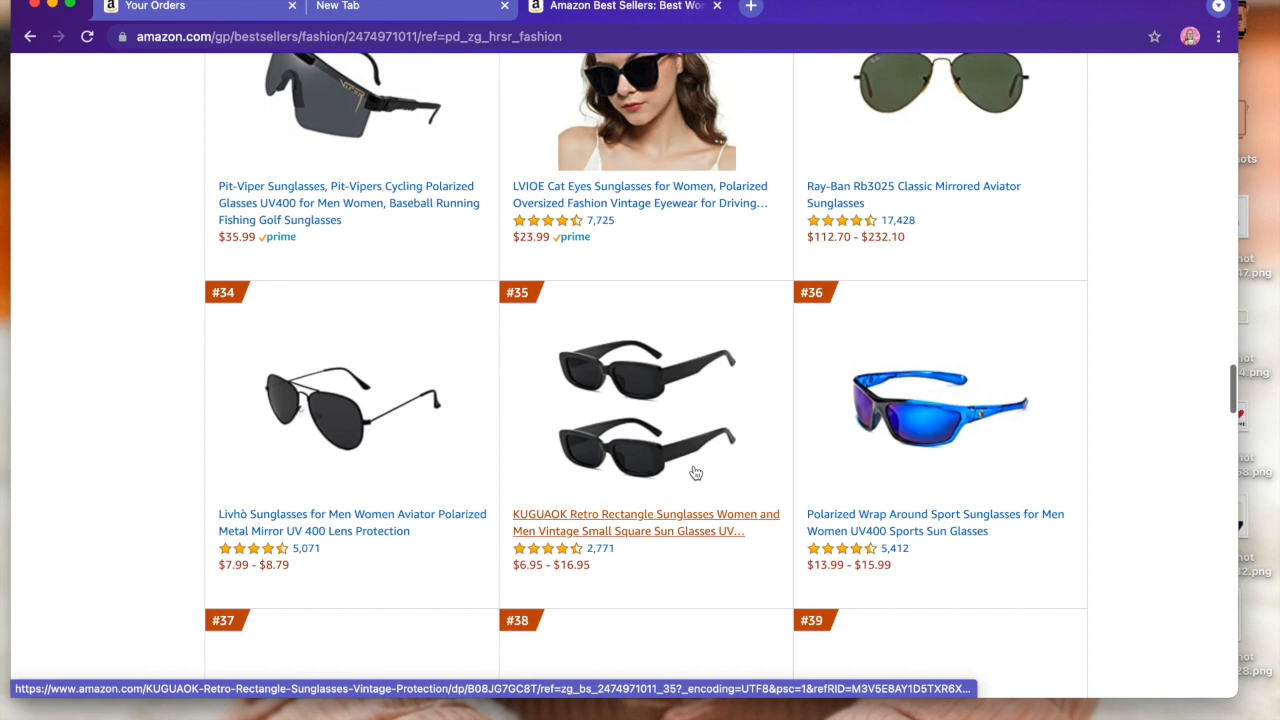 Your Orders
New Tab
Amazon Best Sellers: Best Wor
amazon.com/gp/bestsellers/fashion/2474971011/ref=pd_zg_hrsr_fashion
Pit-Viper Sunglasses, Pit-Vipers Cycling Polarized
Glasses UV400 for Men Women, Baseball Running
Fishing Golf Sunglasses
$35.99 prime
LVIOE Cat Eyes Sunglasses for Women, Polarized
Oversized Fashion Vintage Eyewear for Driving...
7,725
$23.99 prime
Ray-Ban Rb3025 Classic Mirrored Aviator
Sunglasses
17,428
$112.70 - $232.10
#34
#35
#36
Livhò Sunglasses for Men Women Aviator Polarized
Metal Mirror UV 400 Lens Protection
5,071
$7.99 - $8.79
KUGUAOK Retro Rectangle Sunglasses Women and
Men Vintage Small Square Sun Glasses UV...
2,771
$6.95 - $16.95
Polarized Wrap Around Sport Sunglasses for Men
Women UV400 Sports Sun Glasses
5,412
$13.99 - $15.99
#37
#38
#39
https://www.amazon.com/KUGUAOK-Retro-Rectangle-Sunglasses-Vintage-Protection/dp/B08JG7GC8T/ref=zg_bs_2474971011_35?_encoding=UTF8&psc=1&refRID=M3V5E8AY1D5TXR6X...